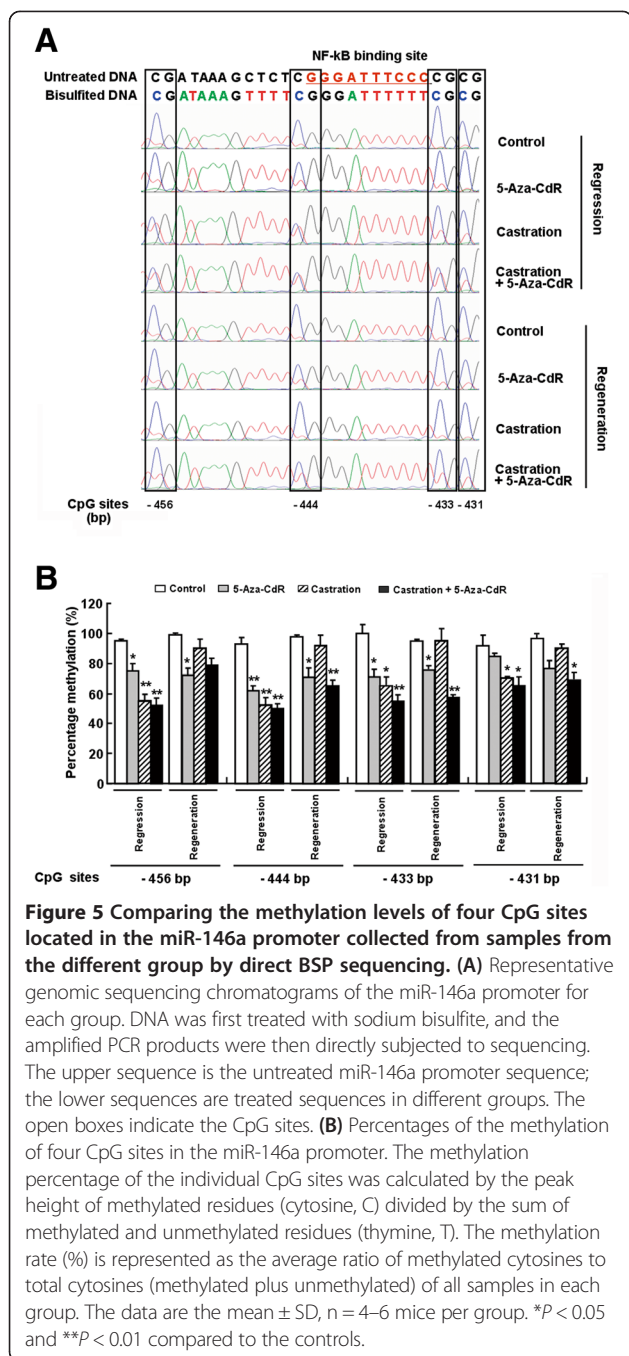 A
NF-kB binding site
Untreated DNA C G A T A A A G C T C T C G G G A T T T C C C C G C G
Bisulfited DNA C G A T A A A G T T T T C G G G A T T T T T T C G C G
Control
5-Aza-CdR
Castration
Castration
+ 5-Aza-CdR
Regression
Control
5-Aza-CdR
Castration
Castration
+ 5-Aza-CdR
Regeneration
CpG sites
(bp)
- 456 - 444 - 433 - 431
B
Control 5-Aza-CdR Castration Castration + 5-Aza-CdR
Percentage methylation (%)
120
100
80
60
40
20
0
* ** ** * ** ** ** * ** * * ** * ** * * *
Regression Regeneration Regression Regeneration Regression Regeneration Regression Regeneration
CpG sites - 456 bp - 444 bp - 433 bp - 431 bp
Figure 5 Comparing the methylation levels of four CpG sites
located in the miR-146a promoter collected from samples from
the different group by direct BSP sequencing. (A) Representative
genomic sequencing chromatograms of the miR-146a promoter for
each group. DNA was first treated with sodium bisulfite, and the
amplified PCR products were then directly subjected to sequencing.
The upper sequence is the untreated miR-146a promoter sequence;
the lower sequences are treated sequences in different groups. The
open boxes indicate the CpG sites. (B) Percentages of the methylation
of four CpG sites in the miR-146a promoter. The methylation
percentage of the individual CpG sites was calculated by the peak
height of methylated residues (cytosine, C) divided by the sum of
methylated and unmethylated residues (thymine, T). The methylation
rate (%) is represented as the average ratio of methylated cytosines to
total cytosines (methylated plus unmethylated) of all samples in each
group. The data are the mean ± SD, n = 4–6 mice per group. *P < 0.05
and **P < 0.01 compared to the controls.